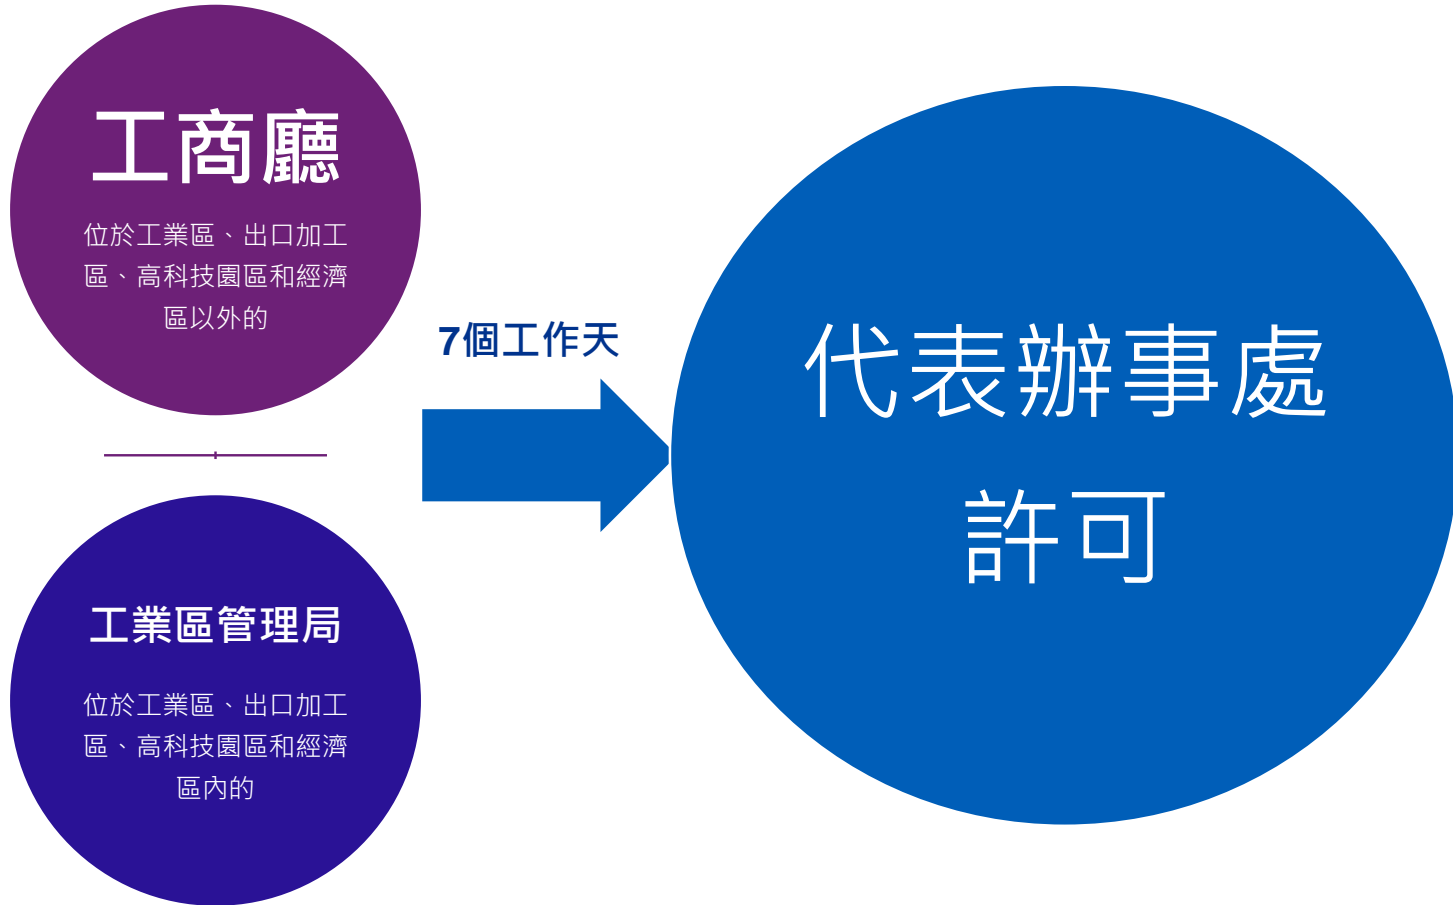 工商廳
位於工業區、出口加工
區、高科技園區和經濟
區以外的
7個工作天
代表辦事處
許可
工業區管理局
位於工業區、出口加工
區、高科技園區和經濟
區內的